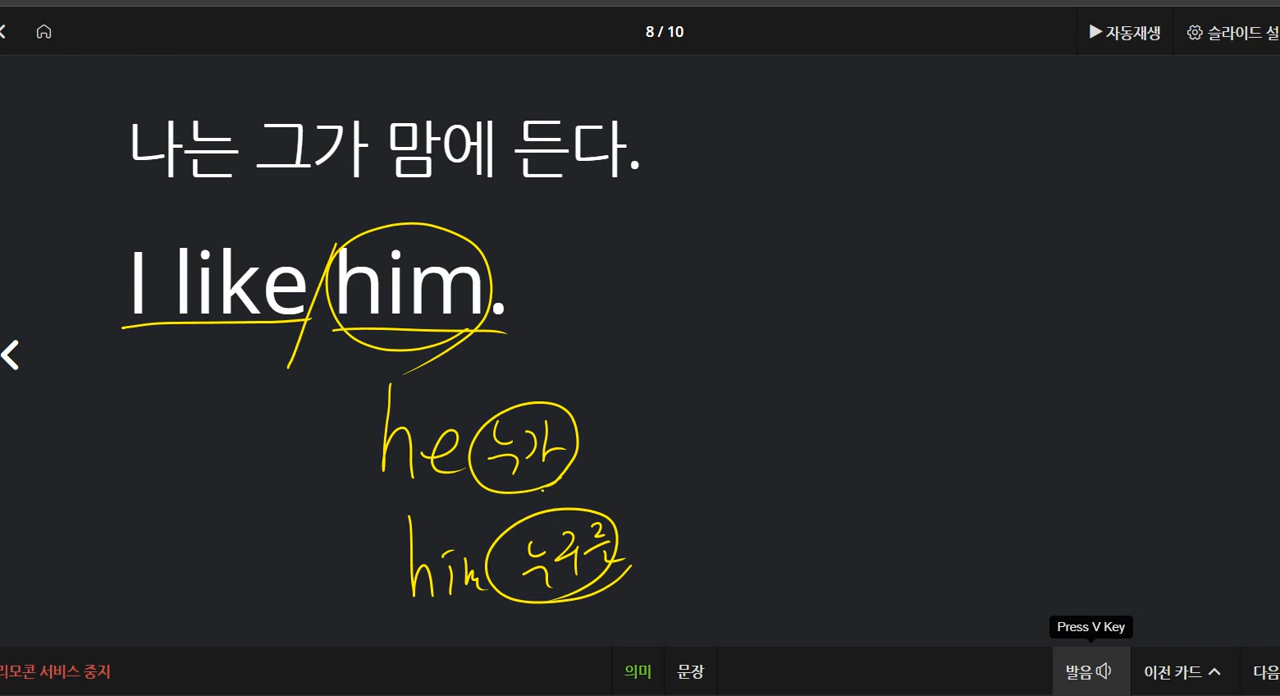 8 / 10
▶ 자동재생
슬라이드 설
나는 그가 맘에 든다.
I like him.
he 누가
him 누구를
Press V Key
리모콘 서비스 중지
의미
문장
발음
이전 카드
다음